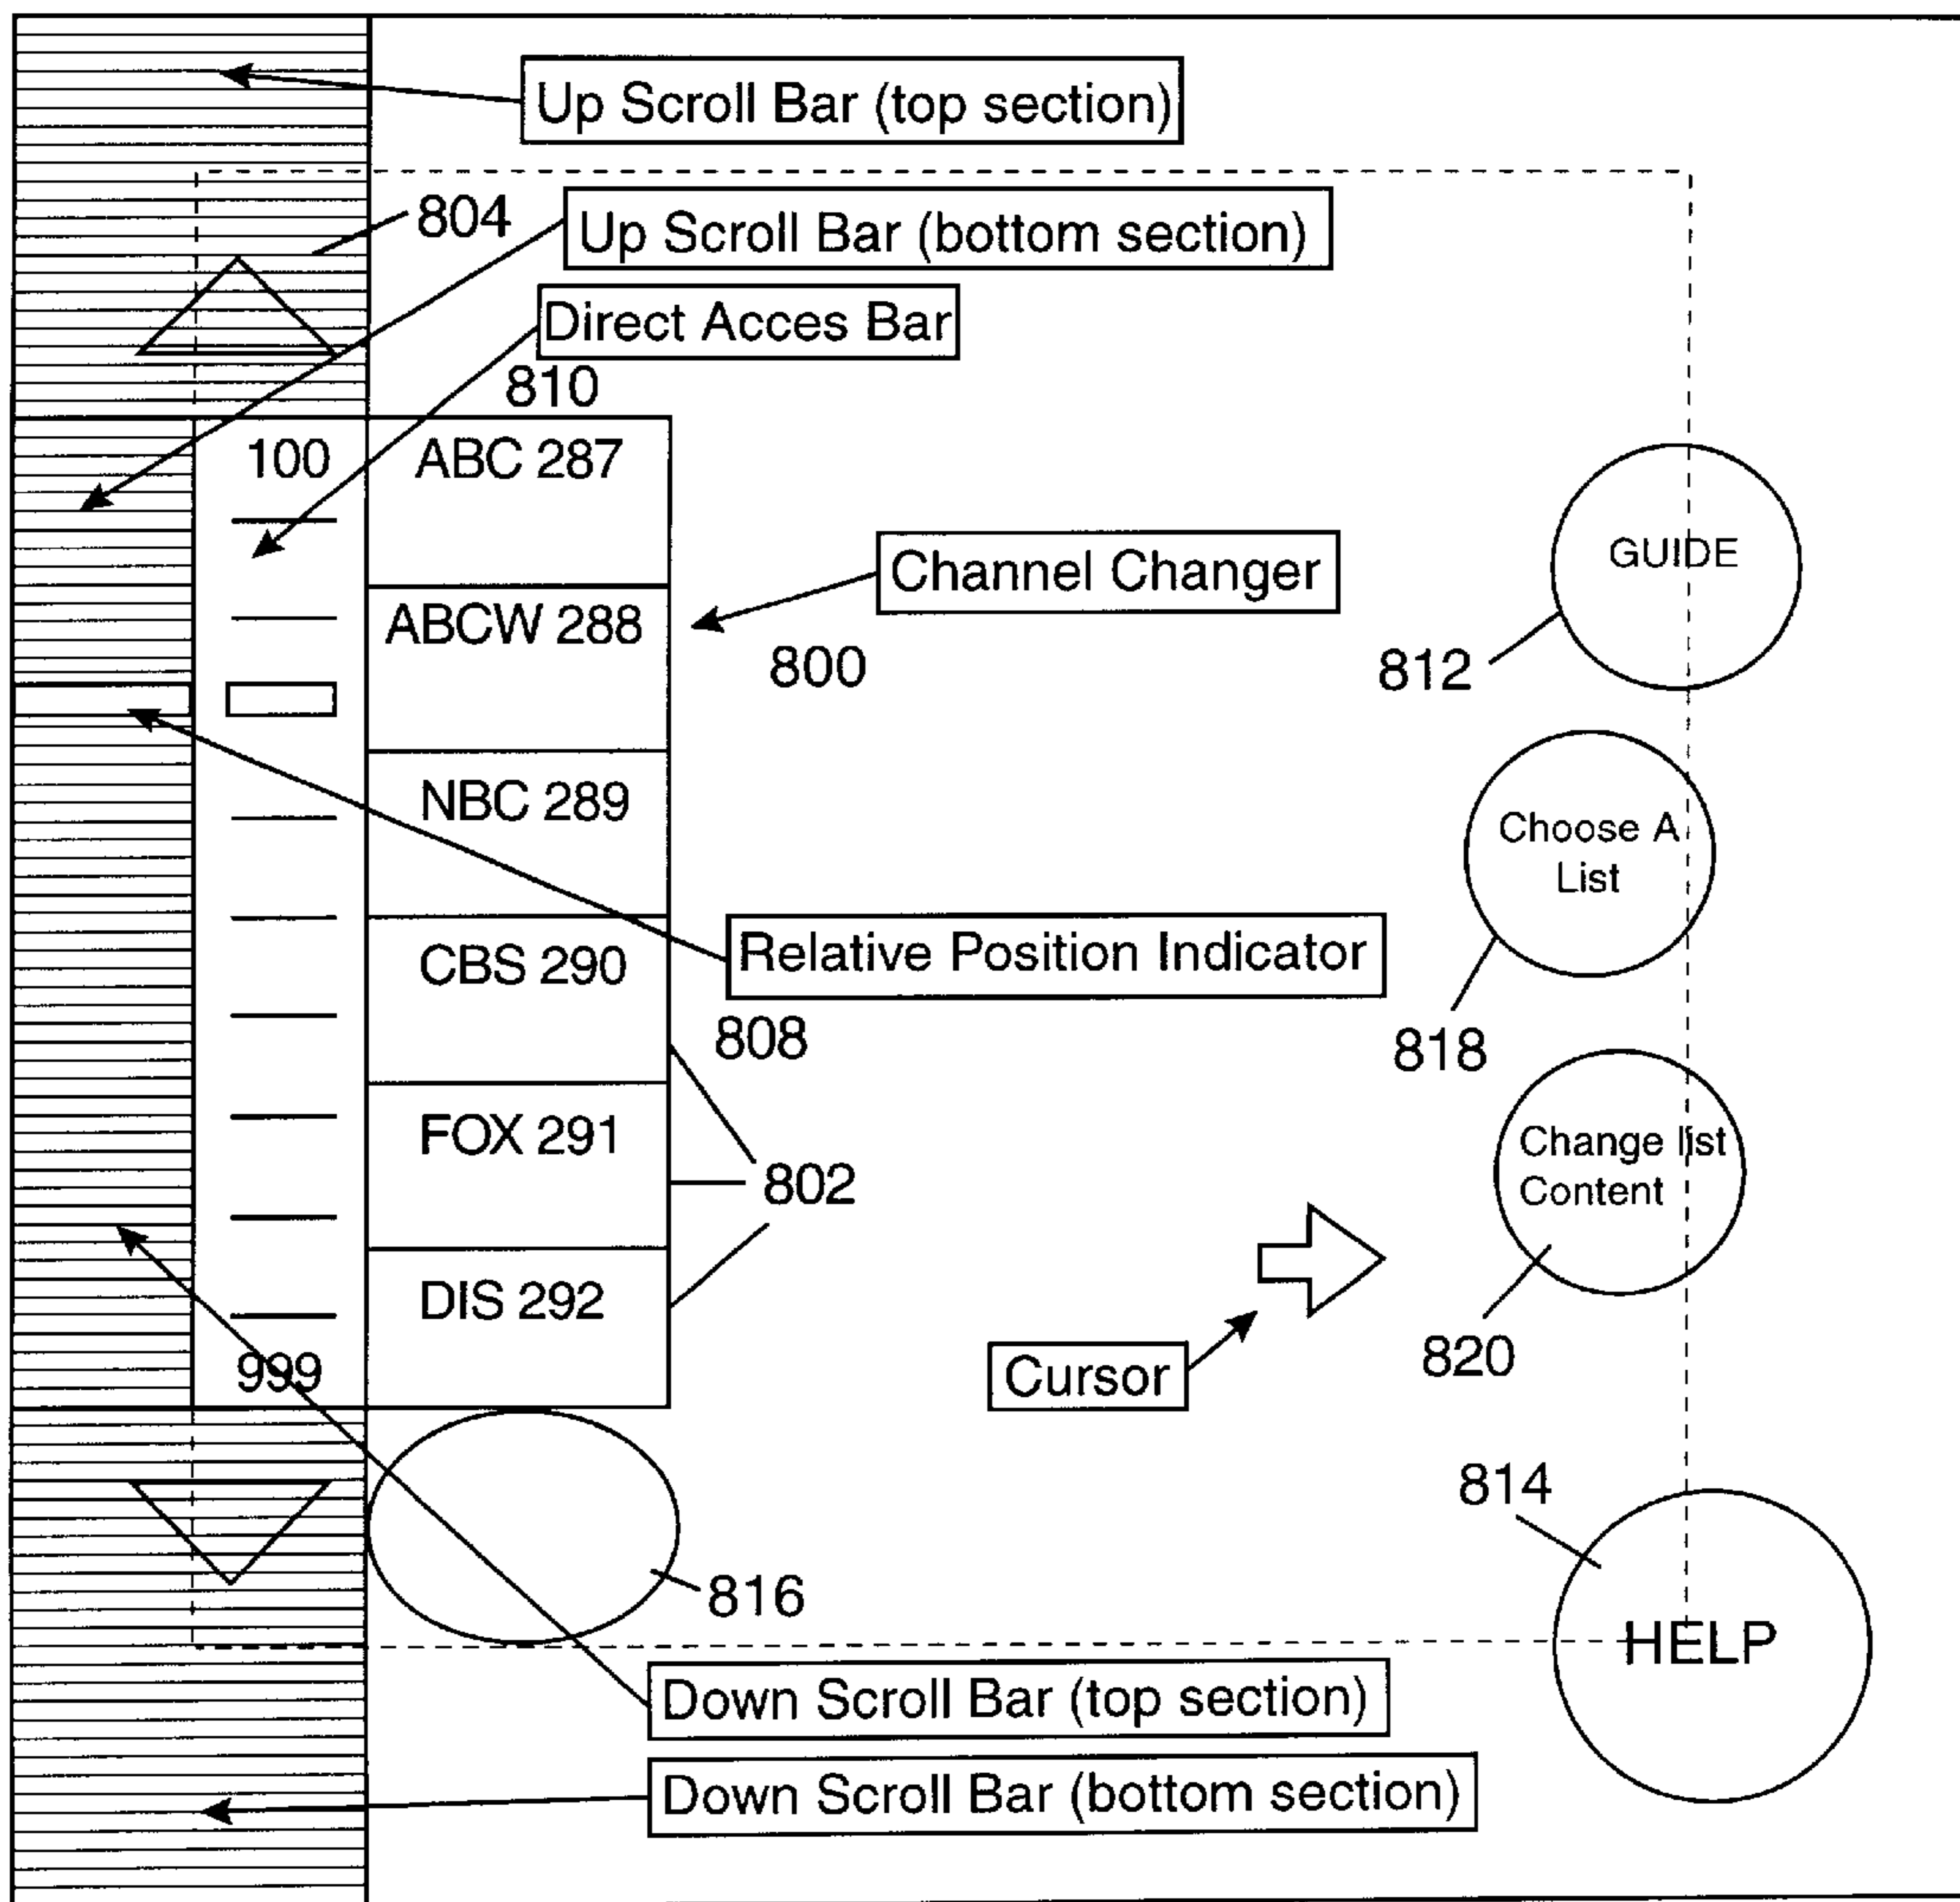 Up Scroll Bar (top section)
804
Up Scroll Bar (bottom section)
Direct Acces Bar
810
100
ABC 287
GUIDE
Channel Changer
ABCW 288
800
812
NBC 289
Choose A
List
CBS 290
Relative Position Indicator
808
818
FOX 291
Change list
Content
802
DIS 292
820
999
Cursor
814
816
HELP
Down Scroll Bar (top section)
Down Scroll Bar (bottom section)